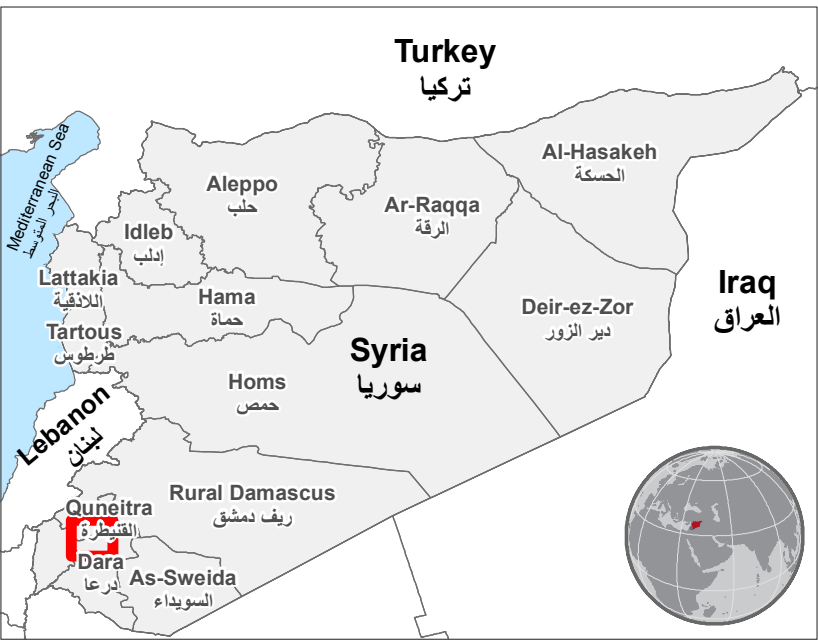 Turkey
تركيا
Mediterranean Sea
البحر المتوسط
Al-Hasakeh
الحسكة
Aleppo
حلب
Ar-Raqqa
الرقة
Idleb
إدلب
Lattakia
اللاذقية
Hama
حماة
Iraq
العراق
Deir-ez-Zor
دير الزور
Tartous
طرطوس
Syria
سوريا
Homs
حمص
Lebanon
لبنان
Rural Damascus
ريف دمشق
Quneitra
القنيطرة
Dara
درعا
As-Sweida
السويداء